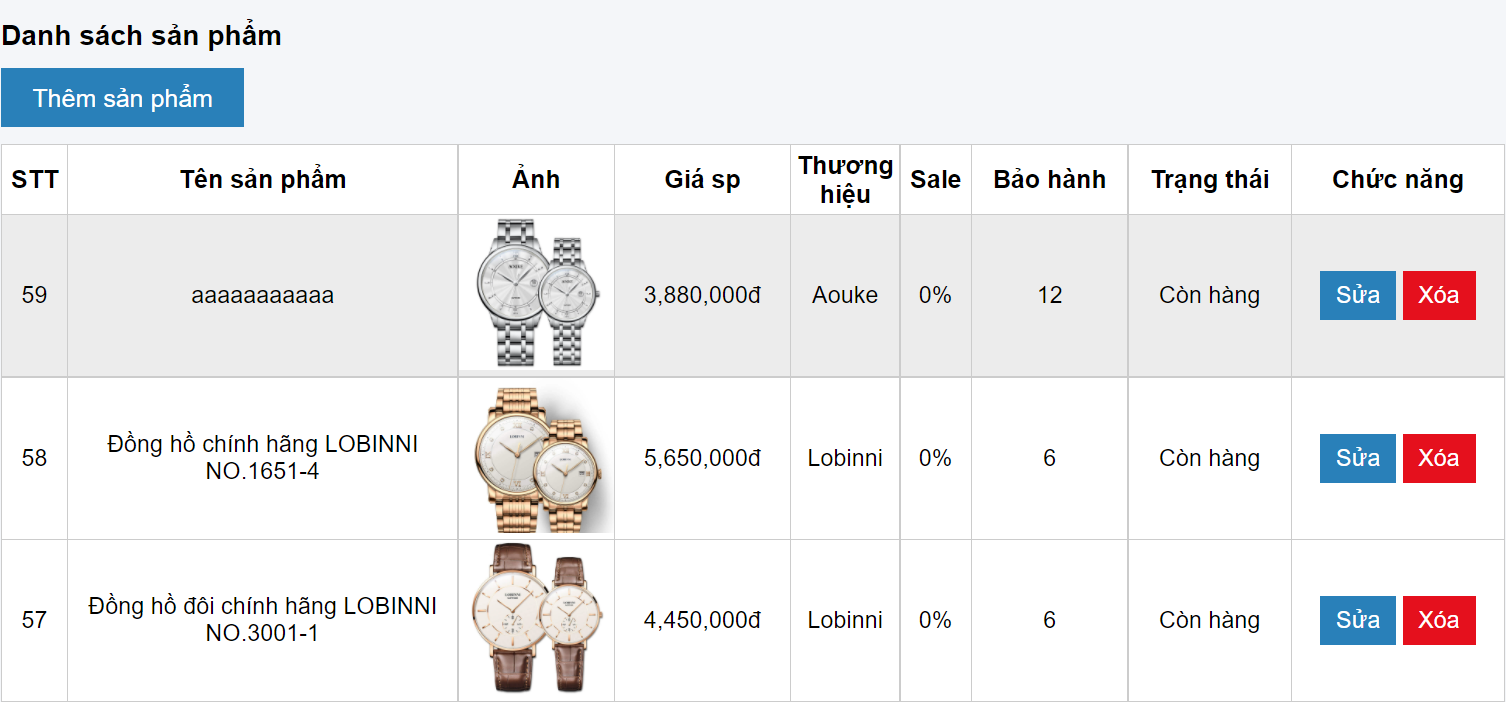 Danh sách sản phẩm
Thêm sản phẩm
STT Tên sản phẩm Ảnh Giá sp Thương hiệu Sale Bảo hành Trạng thái Chức năng
59 aaaaaaaaaaa 3,880,000đ Aouke 0% 12 Còn hàng Sửa Xóa
58 Đồng hồ chính hãng LOBINNI NO.1651-4 LOBINNI 5,650,000đ Lobinni 0% 6 Còn hàng Sửa Xóa
57 Đồng hồ đôi chính hãng LOBINNI NO.3001-1 LOBINNI LOBINNI 4,450,000đ Lobinni 0% 6 Còn hàng Sửa Xóa